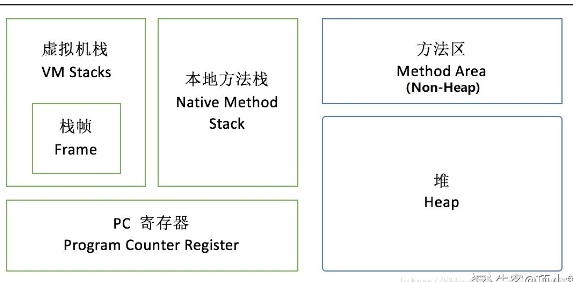 虚拟机栈
VM Stacks
栈帧
Frame
本地方法栈
Native Method
Stack
PC 寄存器
Program Counter Register
方法区
Method Area
(Non-Heap)
堆
Heap